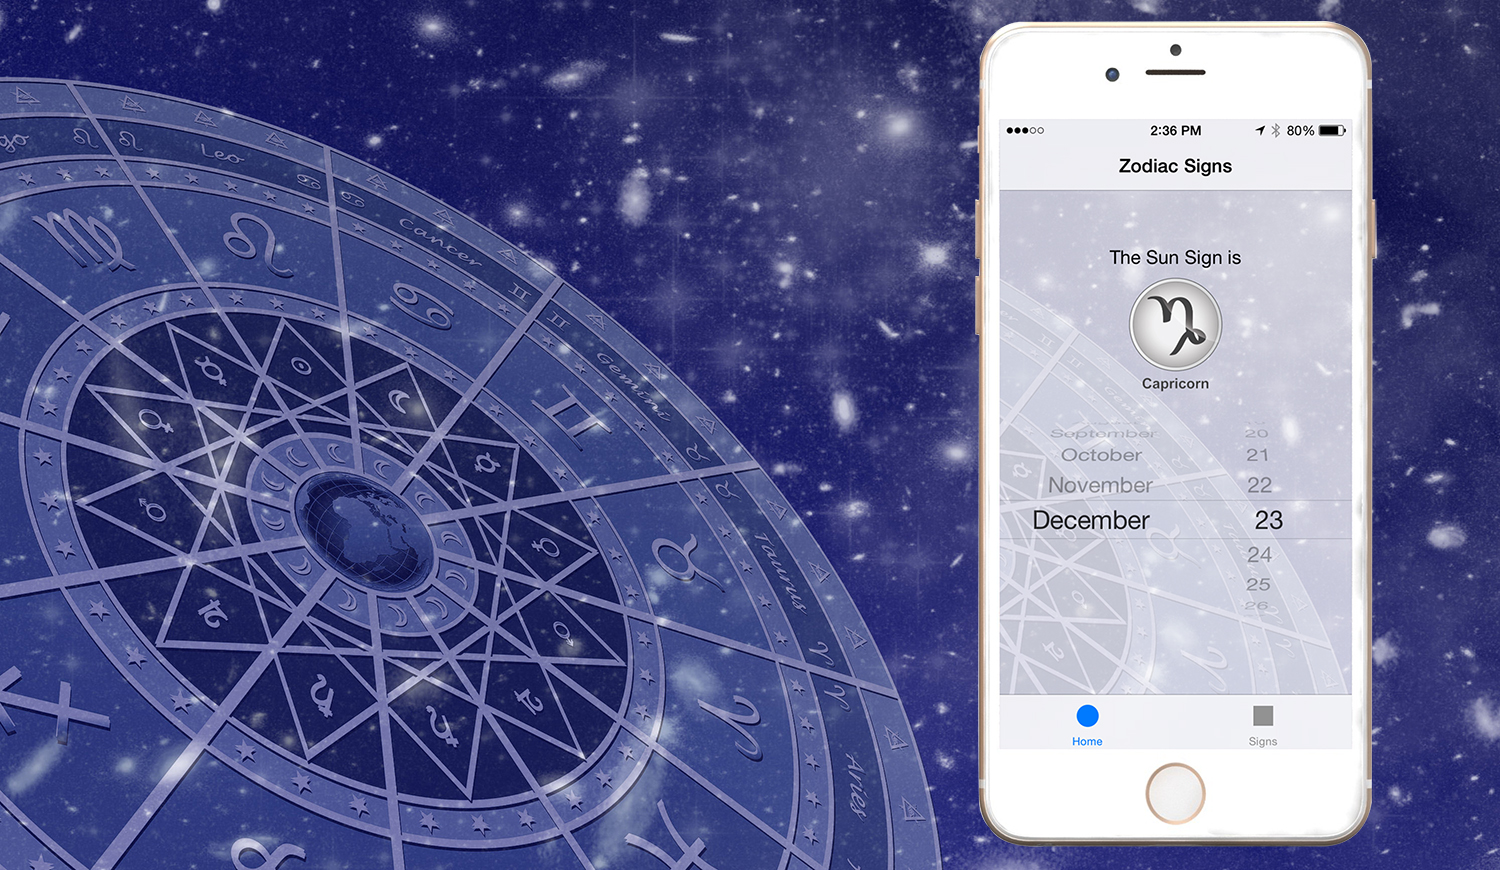 go
Leo
Cancer
Gemini
Taurus
Aries
2:36 PM
80%
Zodiac Signs
The Sun Sign is
Capricorn
September 20
October 21
November 22
December 23
24
25
26
Home
Signs